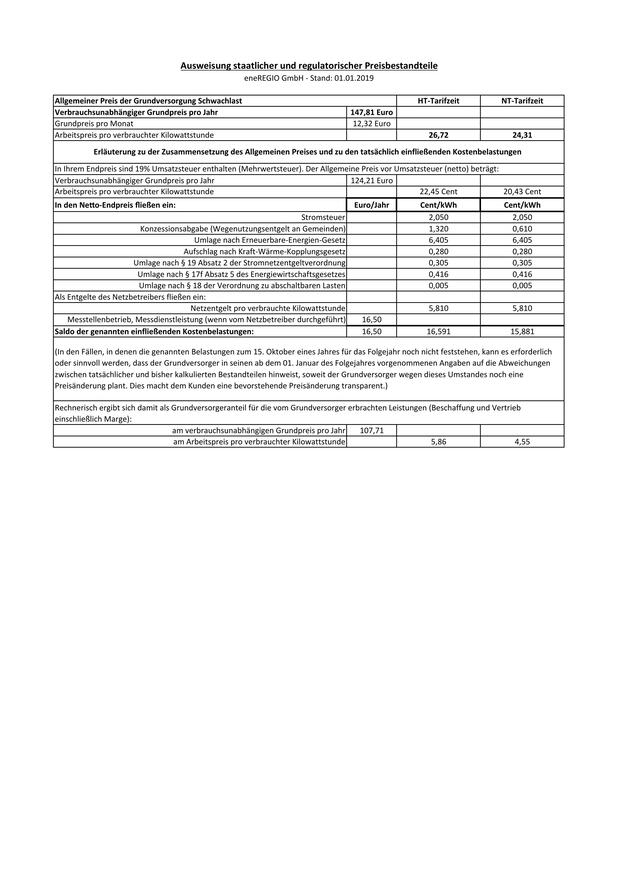 Ausweisung staatlicher und regulatorischer Preisbestandteile
eneREGIO GmbH - Stand: 01.01.2019
Allgemeiner Preis der Grundversorgung Schwachlast HT-Tarifzeit NT-Tarifzeit
Verbrauchsunabhängiger Grundpreis pro Jahr 147,81 Euro
Grundpreis pro Monat 12,32 Euro
Arbeitspreis pro verbrauchter Kilowattstunde 26,72 24,31
Erläuterung zu der Zusammensetzung des Allgemeinen Preises und zu den tatsächlich einfließenden Kostenbelastungen
In Ihrem Endpreis sind 19% Umsatzsteuer enthalten (Mehrwertsteuer). Der Allgemeine Preis vor Umsatzsteuer (netto) beträgt:
Verbrauchsunabhängiger Grundpreis pro Jahr 124,21 Euro
Arbeitspreis pro verbrauchter Kilowattstunde 22,45 Cent 20,43 Cent
In den Netto-Endpreis fließen ein: Euro/Jahr Cent/kWh Cent/kWh
Stromsteuer 2,050 2,050
Konzessionsabgabe (Wegenutzungsentgelt an Gemeinden) 1,320 0,610
Umlage nach Erneuerbare-Energien-Gesetz 6,405 6,405
Aufschlag nach Kraft-Wärme-Kopplungsgesetz 0,280 0,280
Umlage nach § 19 Absatz 2 der Stromnetzentgeltverordnung 0,305 0,305
Umlage nach § 17f Absatz 5 des Energiewirtschaftsgesetzes 0,416 0,416
Umlage nach § 18 der Verordnung zu abschaltbaren Lasten 0,005 0,005
Als Entgelte des Netzbetreibers fließen ein:
Netzentgelt pro verbrauchte Kilowattstunde 5,810 5,810
Messtellenbetrieb, Messdienstleistung (wenn vom Netzbetreiber durchgeführt) 16,50
Saldo der genannten einfließenden Kostenbelastungen: 16,50 16,591 15,881
(In den Fällen, in denen die genannten Belastungen zum 15. Oktober eines Jahres für das Folgejahr noch nicht feststehen, kann es erforderlich
oder sinnvoll werden, dass der Grundversorger in seinen ab dem 01. Januar des Folgejahres vorgenommenen Angaben auf die Abweichungen
zwischen tatsächlicher und bisher kalkulierten Bestandteilen hinweist, soweit der Grundversorger wegen dieses Umstandes noch eine
Preisänderung plant. Dies macht dem Kunden eine bevorstehende Preisänderung transparent.)
Rechnerisch ergibt sich damit als Grundversorgeranteil für die vom Grundversorger erbrachten Leistungen (Beschaffung und Vertrieb
einschließlich Marge):
am verbrauchsunabhängigen Grundpreis pro Jahr 107,71
am Arbeitspreis pro verbrauchter Kilowattstunde 5,86 4,55